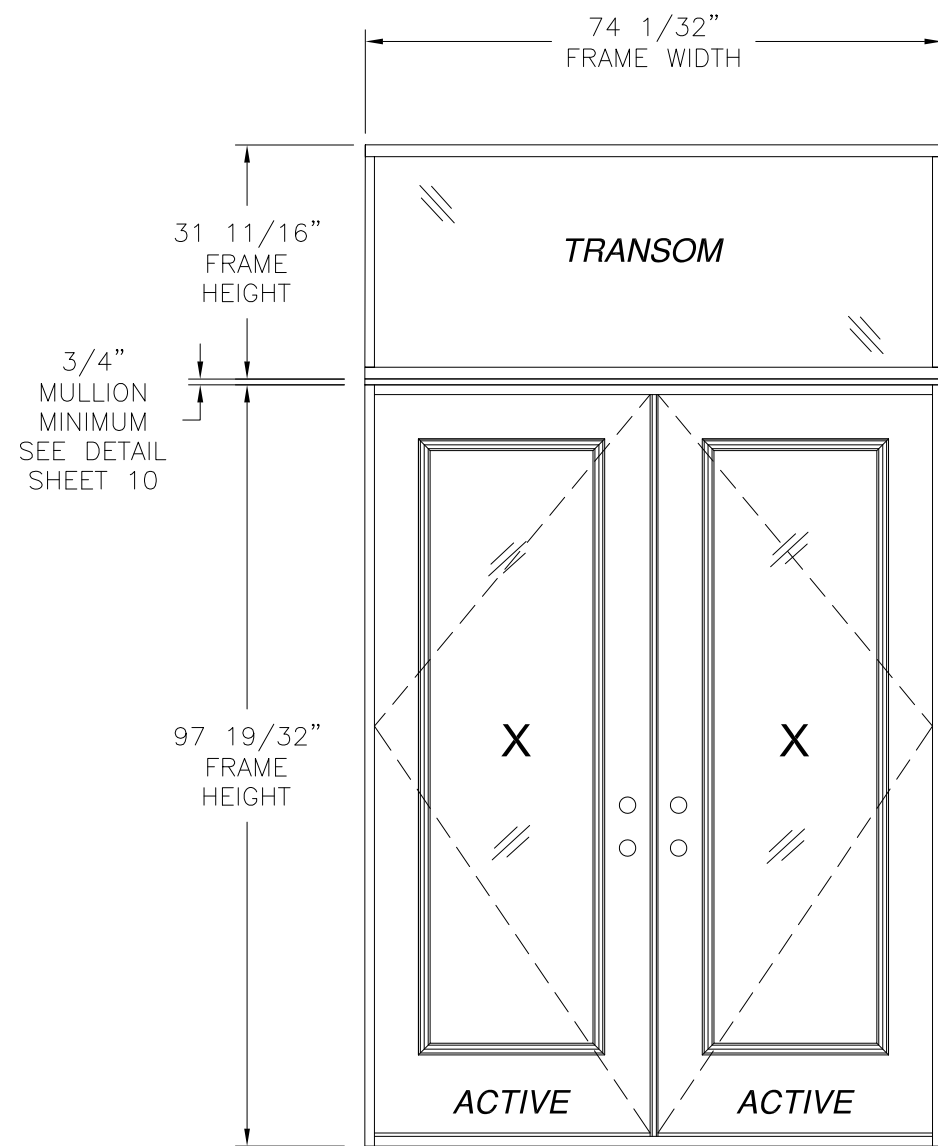 74 1/32”
FRAME WIDTH
31 11/16”
FRAME
HEIGHT
TRANSOM
3/4”
MULLION
MINIMUM
SEE DETAIL
SHEET 10
97 19/32”
FRAME
HEIGHT
X X
ACTIVE ACTIVE